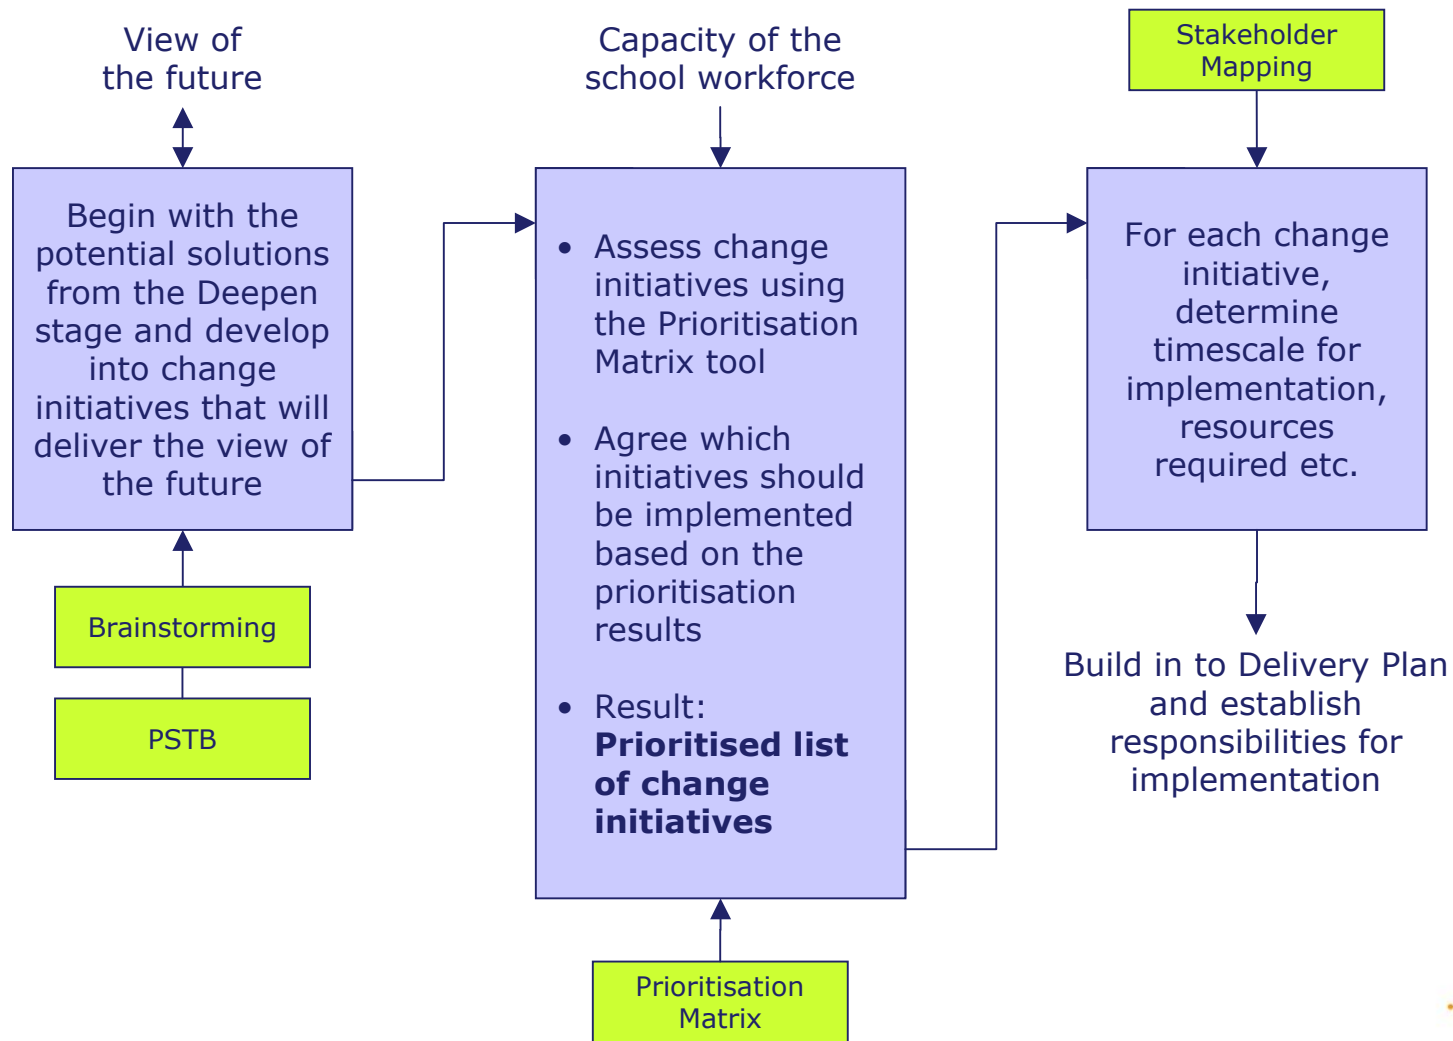 View of
the future
Begin with the
potential solutions
from the Deepen
stage and develop
into change
initiatives that will
deliver the view of
the future
Brainstorming
PSTB
Capacity of the
school workforce
• Assess change
initiatives using
the Prioritisation
Matrix tool
• Agree which
initiatives should
be implemented
based on the
prioritisation
results
• Result:
Prioritised list
of change
initiatives
Prioritisation
Matrix
Stakeholder
Mapping
For each change
initiative,
determine
timescale for
implementation,
resources
required etc.
Build in to Delivery Plan
and establish
responsibilities for
implementation